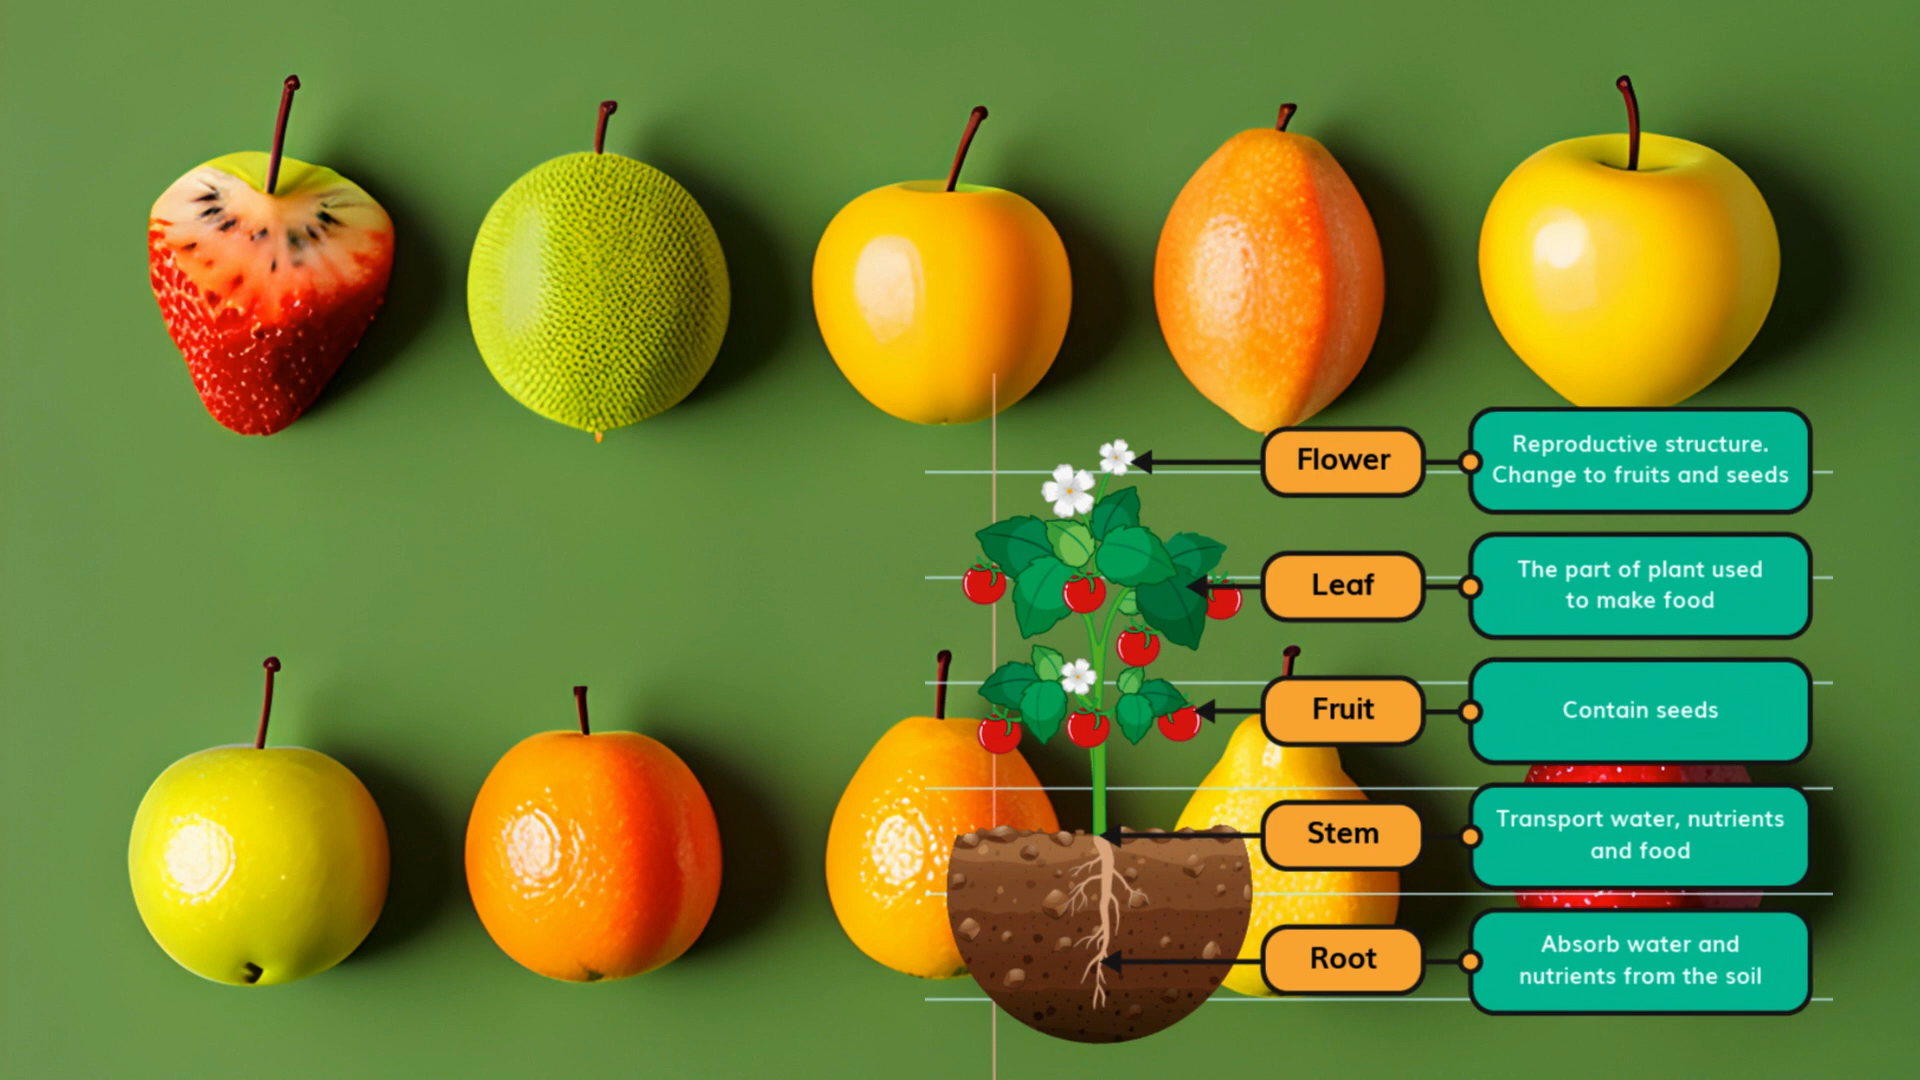 Flower
Reproductive structure.
Change to fruits and seeds
Leaf
The part of plant used
to make food
Fruit
Contain seeds
Stem
Transport water, nutrients
and food
Root
Absorb water and
nutrients from the soil